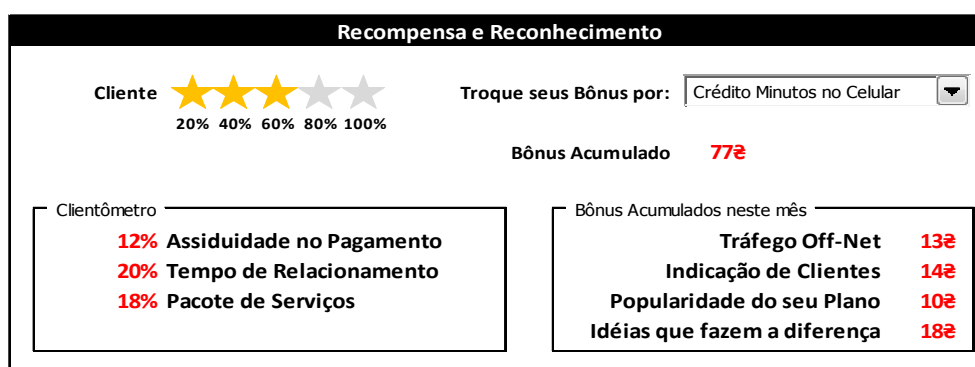 Recompensa e Reconhecimento
Cliente
20% 40% 60% 80% 100%
Troque seus Bônus por: Crédito Minutos no Celular
Bônus Acumulado 77₴
Clientômetro
12% Assiduidade no Pagamento
20% Tempo de Relacionamento
18% Pacote de Serviços
Bônus Acumulados neste mês
Tráfego Off-Net 13₴
Indicação de Clientes 14₴
Popularidade do seu Plano 10₴
Idéias que fazem a diferença 18₴